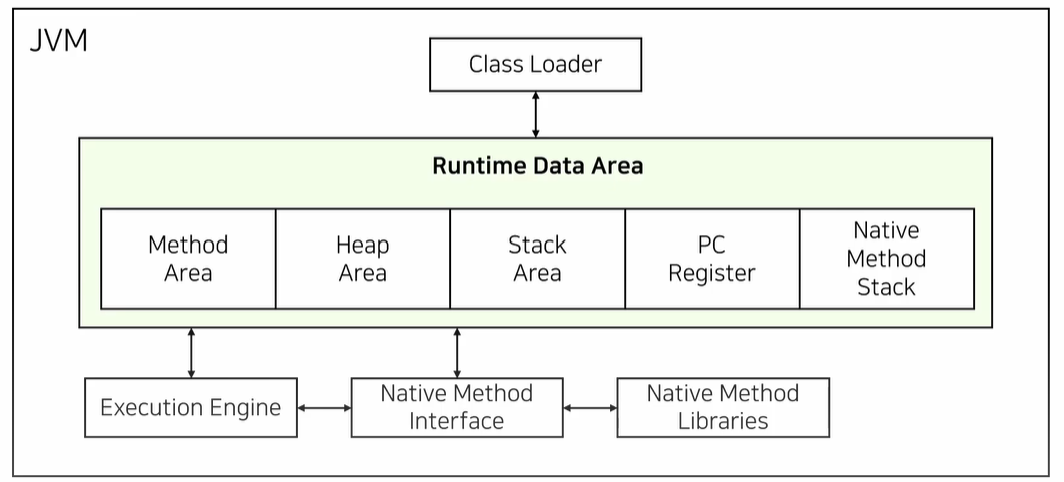 JVM
Class Loader
Runtime Data Area
Method
Area
Heap
Area
Stack
Area
PC
Register
Native
Method
Stack
Execution Engine
Native Method
Interface
Native Method
Libraries